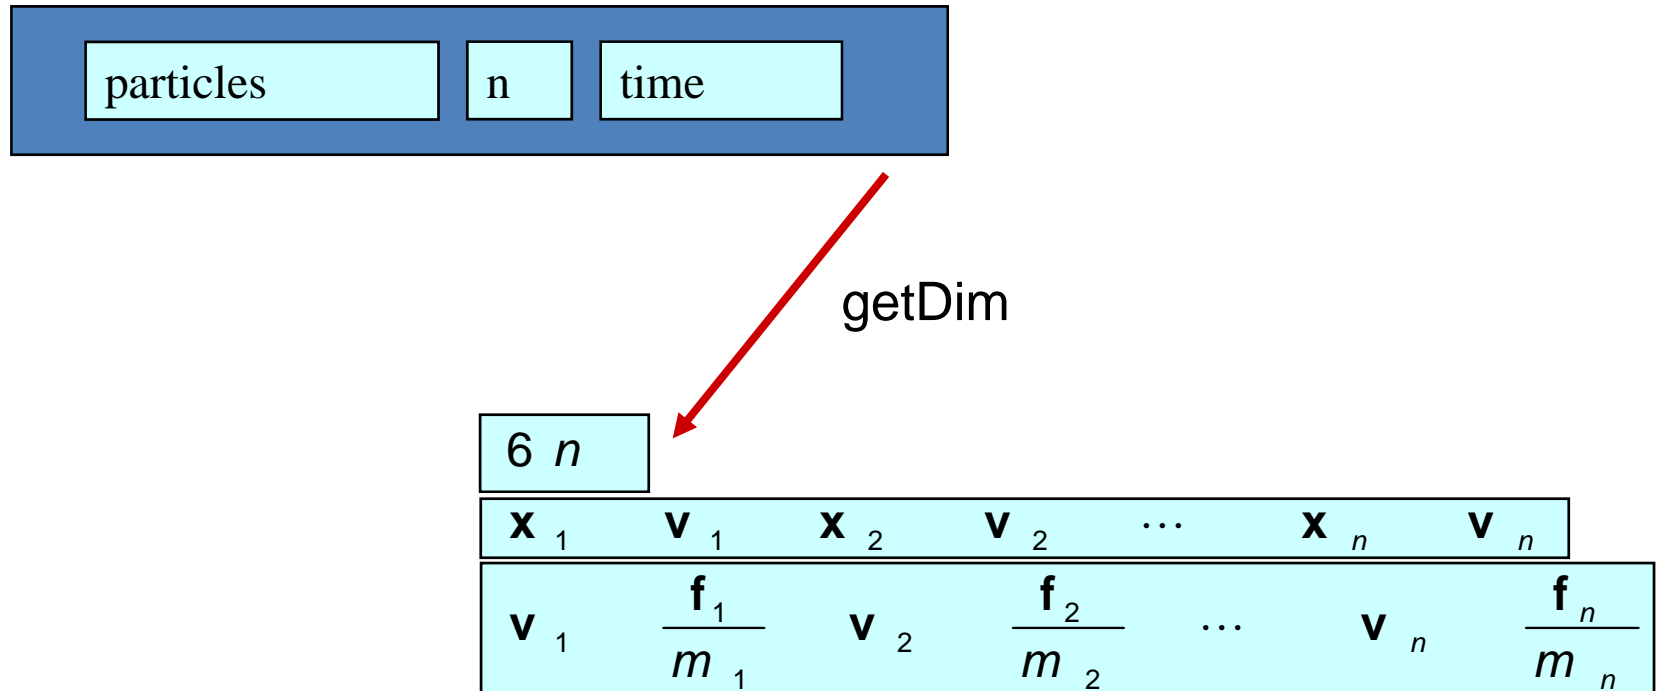 particles n time
getDim
6 n
x 1 v 1 x 2 v 2 ⋯ x n v n
v 1 f 1 / m 1 v 2 f 2 / m 2 ⋯ v n f n / m n